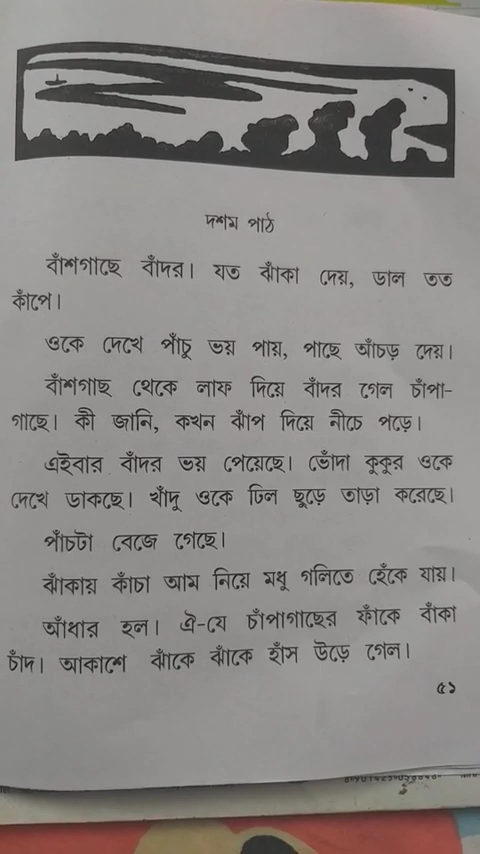 দশম পাঠ
বাঁশগাছে বাঁদর। যত ঝাঁকা দেয়, ডাল তত
কাঁপে।
ওকে দেখে পাঁচু ভয় পায়, পাছে আঁচড় দেয়।
বাঁশগাছ থেকে লাফ দিয়ে বাঁদর গেল চাঁপা-
গাছে। কী জানি, কখন ঝাঁপ দিয়ে নীচে পড়ে।
এইবার বাঁদর ভয় পেয়েছে। ভোঁদা কুকুর ওকে
দেখে ডাকছে। খাঁদু ওকে ঢিল ছুড়ে তাড়া করেছে।
পাঁচটা বেজে গেছে।
ঝাঁকায় কাঁচা আম নিয়ে মধু গলিতে হেঁকে যায়।
আঁধার হল। ঐ-যে চাঁপাগাছের ফাঁকে বাঁকা
চাঁদ। আকাশে ঝাঁকে ঝাঁকে হাঁস উড়ে গেল।
৫১